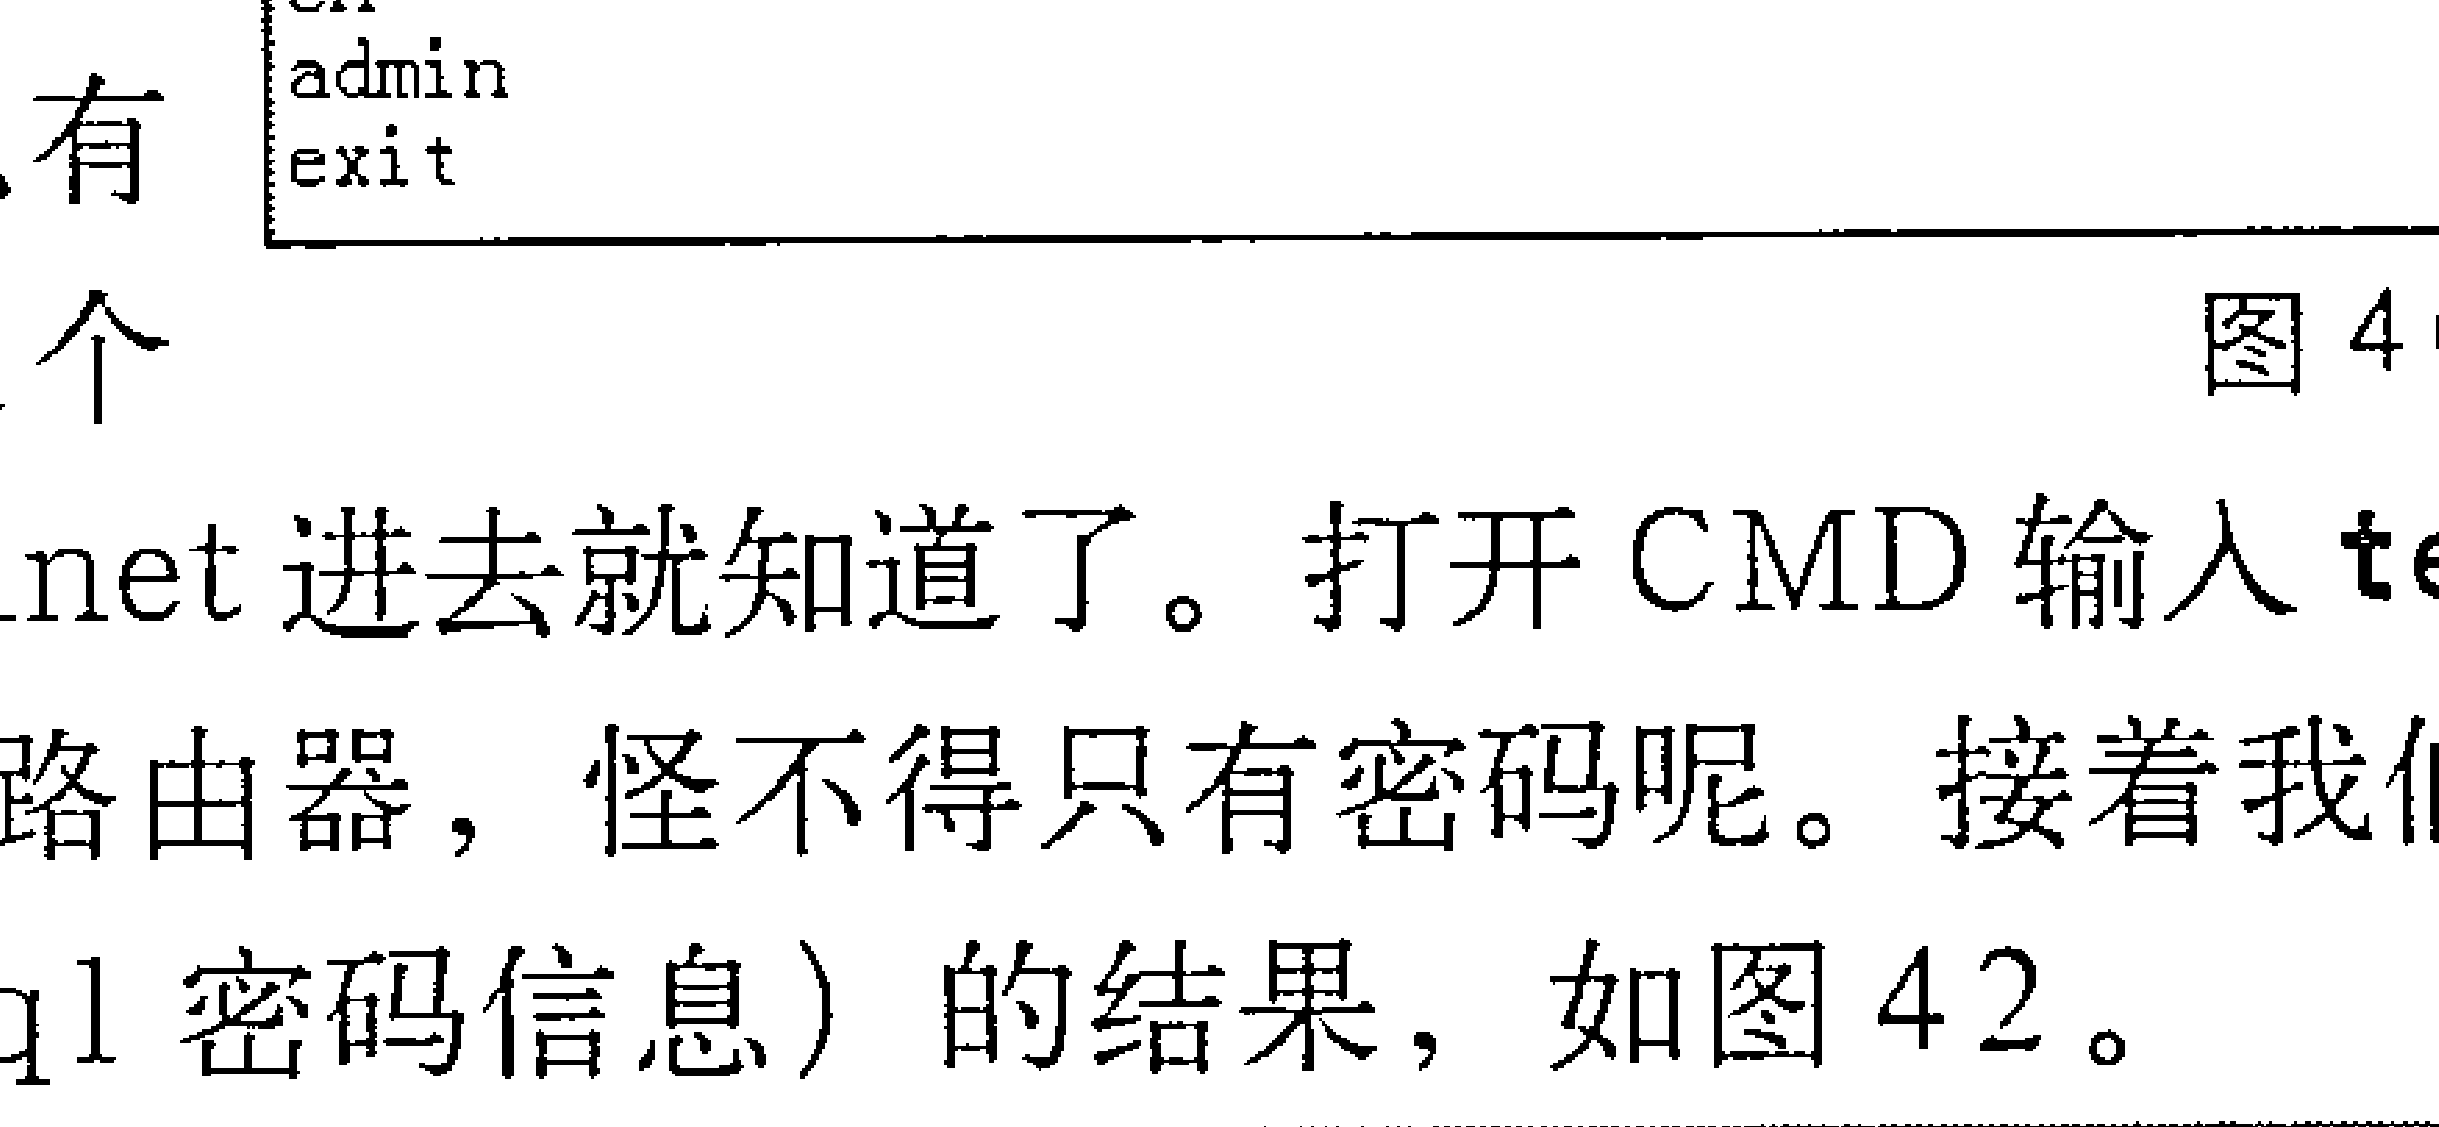 admin
exit
有
个
图 4
net 进去就知道了。打开 CMD 输入 te
路由器，怪不得只有密码呢。接着我
ql 密码信息）的结果，如图 42。